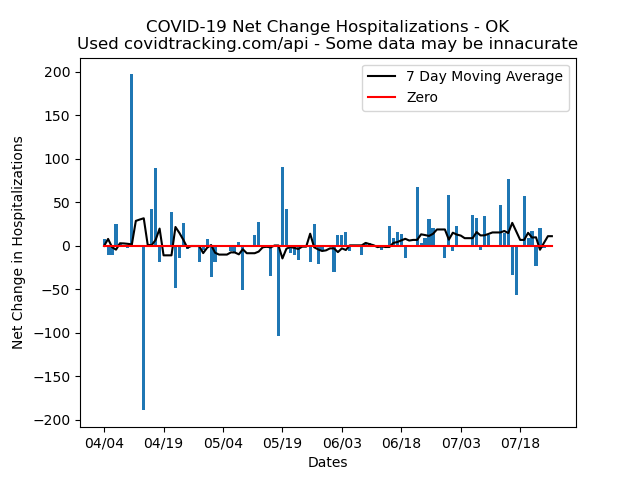 COVID-19 Net Change Hospitalizations - OK
Used covidtracking.com/api - Some data may be innacurate
7 Day Moving Average
Zero
Net Change in Hospitalizations
200
150
100
50
0
−50
−100
−150
−200
04/04 04/19 05/04 05/19 06/03 06/18 07/03 07/18
Dates